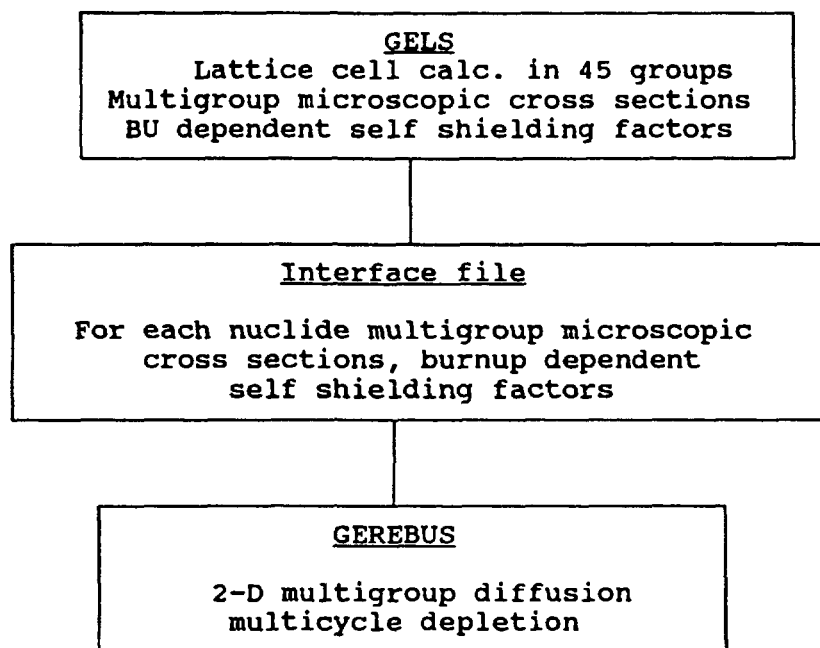 GELS
Lattice cell calc. in 45 groups
Multigroup microscopic cross sections
BU dependent self shielding factors
Interface file
For each nuclide multigroup microscopic
cross sections, burnup dependent
self shielding factors
GEREBUS
2-D multigroup diffusion
multicycle depletion